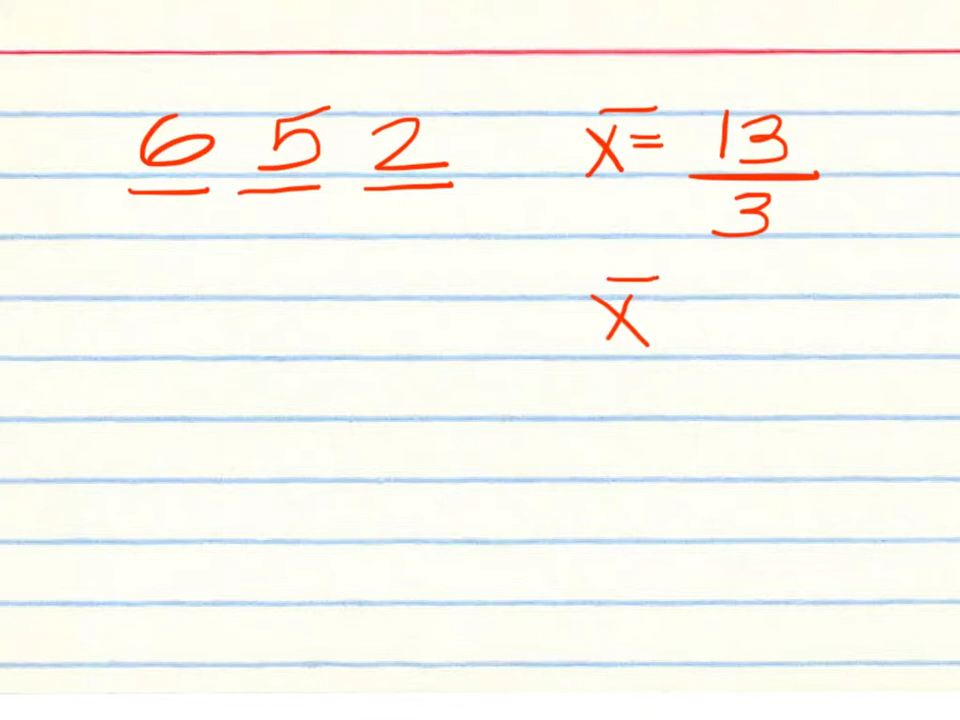 6 5 2 x̄ = 13/3
x̄